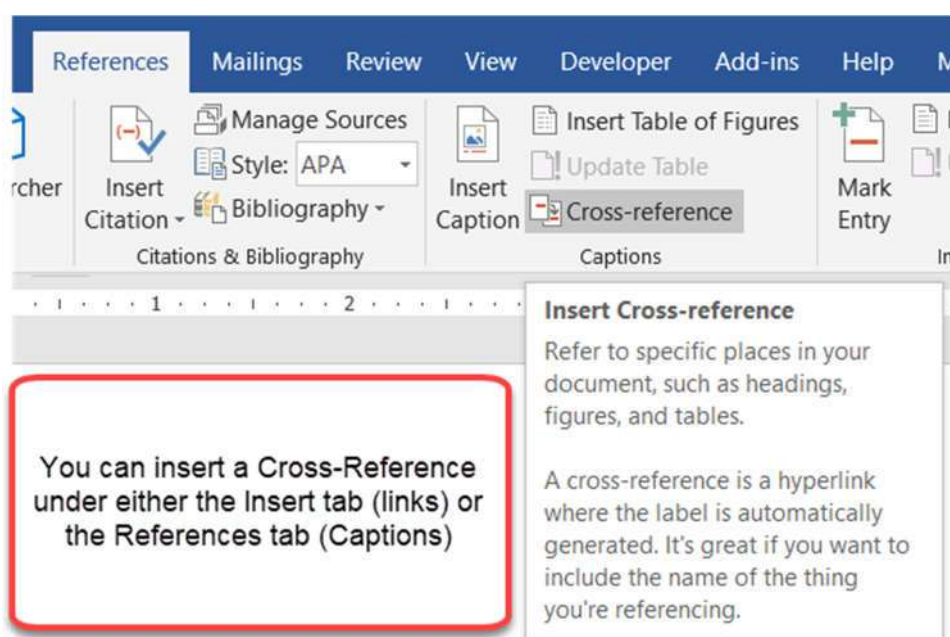 References Mailings Review View Developer Add-ins Help
Manage Sources
Style: APA
Bibliography
Insert
Citation
Citations & Bibliography
Insert
Caption
Insert Table of Figures
Update Table
Cross-reference
Captions
Mark
Entry
1 2
Insert Cross-reference
Refer to specific places in your
document, such as headings,
figures, and tables.
A cross-reference is a hyperlink
where the label is automatically
generated. It's great if you want to
include the name of the thing
you're referencing.
You can insert a Cross-Reference
under either the Insert tab (links) or
the References tab (Captions)